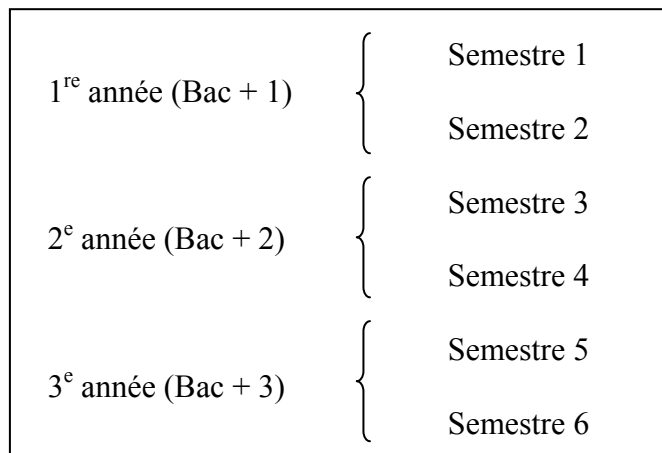 Semestre 1
1re année (Bac + 1)
Semestre 2
Semestre 3
2e année (Bac + 2)
Semestre 4
Semestre 5
3e année (Bac + 3)
Semestre 6